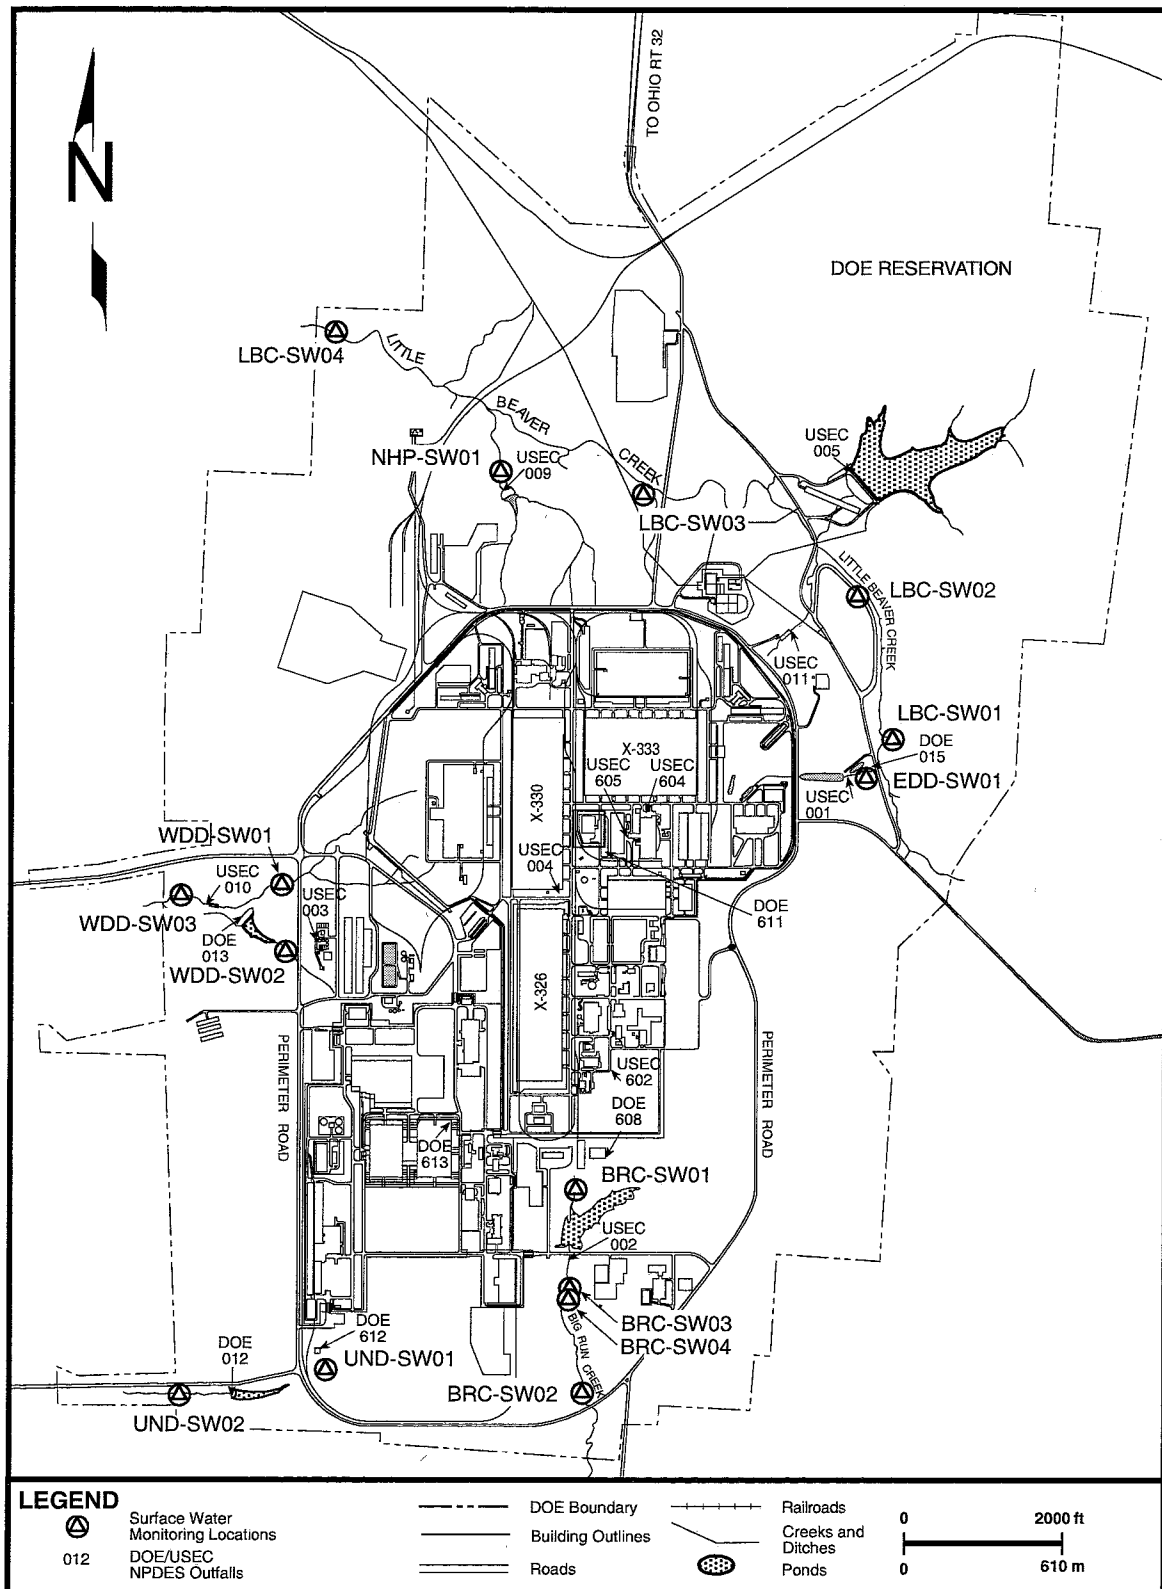 TO OHIO RT 32
N
DOE RESERVATION
LBC-SW04
LITTLE
BEAVER
CREEK
NHP-SW01
USEC
009
USEC
005
LBC-SW03
LITTLE BEAVER CREEK
LBC-SW02
USEC
011
LBC-SW01
DOE
015
EDD-SW01
USEC
001
X-333
USEC
605
USEC
604
X-330
USEC
004
DOE
611
WDD-SW01
USEC
010
USEC
003
WDD-SW03
DOE
013
WDD-SW02
X-326
PERIMETER ROAD
PERIMETER ROAD
USEC
602
DOE
608
DOE
613
BRC-SW01
USEC
002
BRC-SW03
BRC-SW04
BIG RUN CREEK
DOE
612
UND-SW01
DOE
012
BRC-SW02
UND-SW02
LEGEND
Surface Water
Monitoring Locations
012
DOE/USEC
NPDES Outfalls
DOE Boundary
Building Outlines
Roads
Railroads
Creeks and
Ditches
Ponds
0
2000 ft
0
610 m